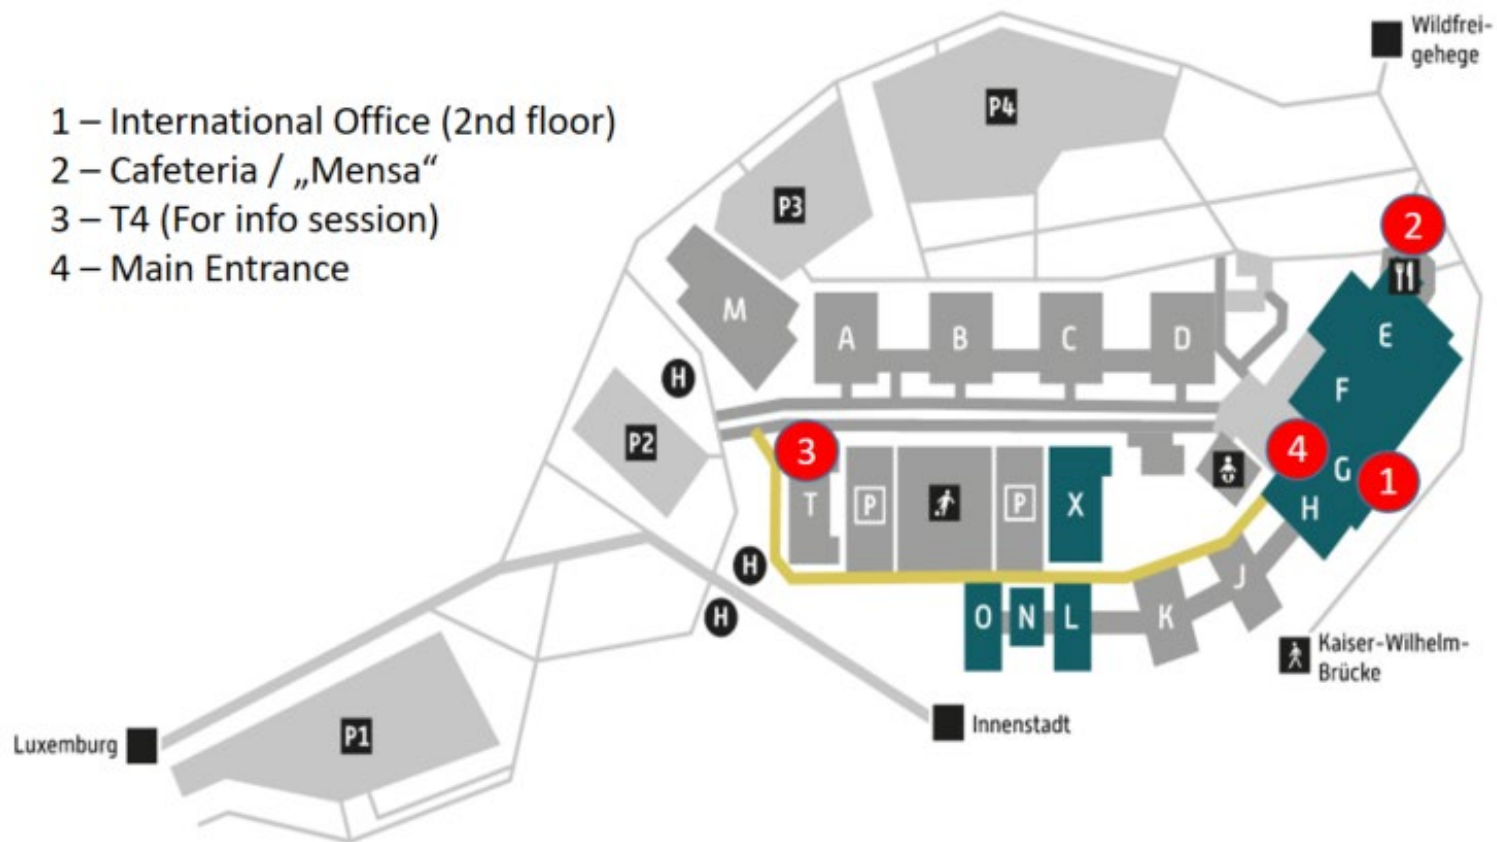 1 – International Office (2nd floor)
2 – Cafeteria / „Mensa“
3 – T4 (For info session)
4 – Main Entrance
Wildfrei-
gehege
P4
P3
2
M
A
B
C
D
E
H
F
P2
3
4
G
1
T
P
P
X
H
H
J
O
N
L
K
H
Kaiser-Wilhelm-
Brücke
Innenstadt
Luxemburg
P1